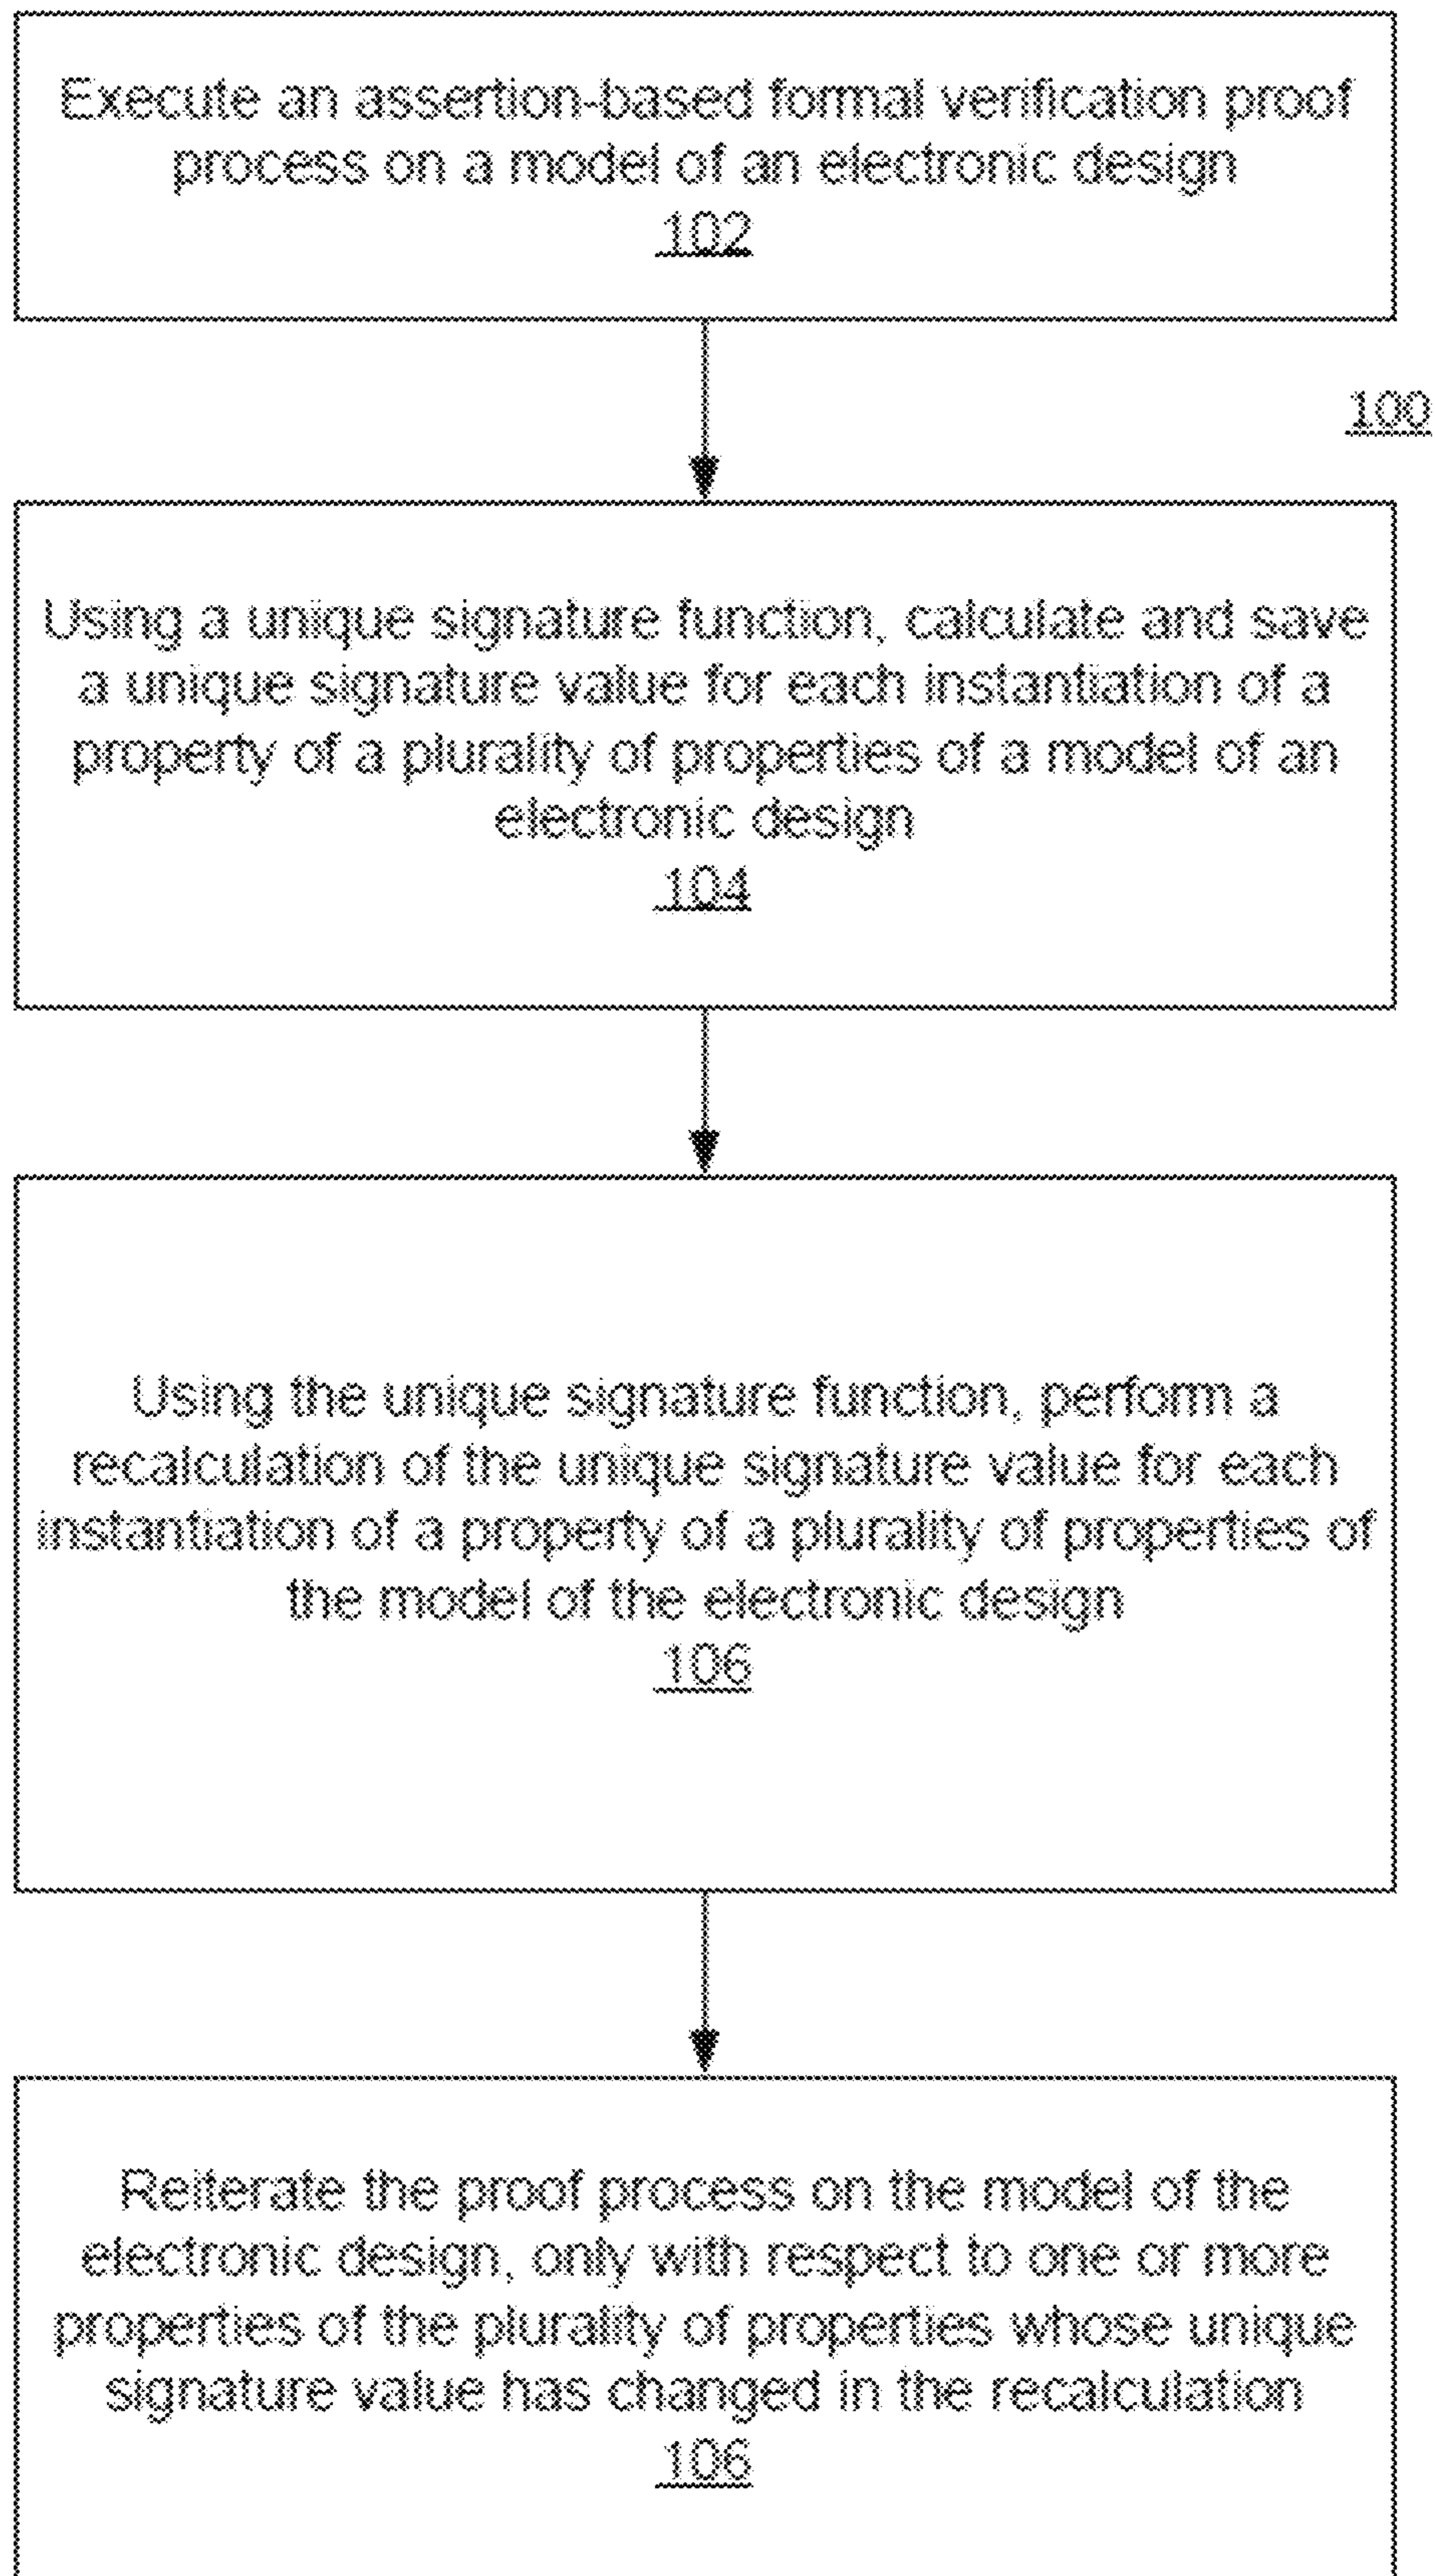 Execute an assertion-based formal verification proof
process on a model of an electronic design
102
100
Using a unique signature function, calculate and save
a unique signature value for each instantiation of a
property of a plurality of properties of a model of an
electronic design
104
Using the unique signature function, perform a
recalculation of the unique signature value for each
instantiation of a property of a plurality of properties of
the model of the electronic design
106
Reiterate the proof process on the model of the
electronic design, only with respect to one or more
properties of the plurality of properties whose unique
signature value has changed in the recalculation
106